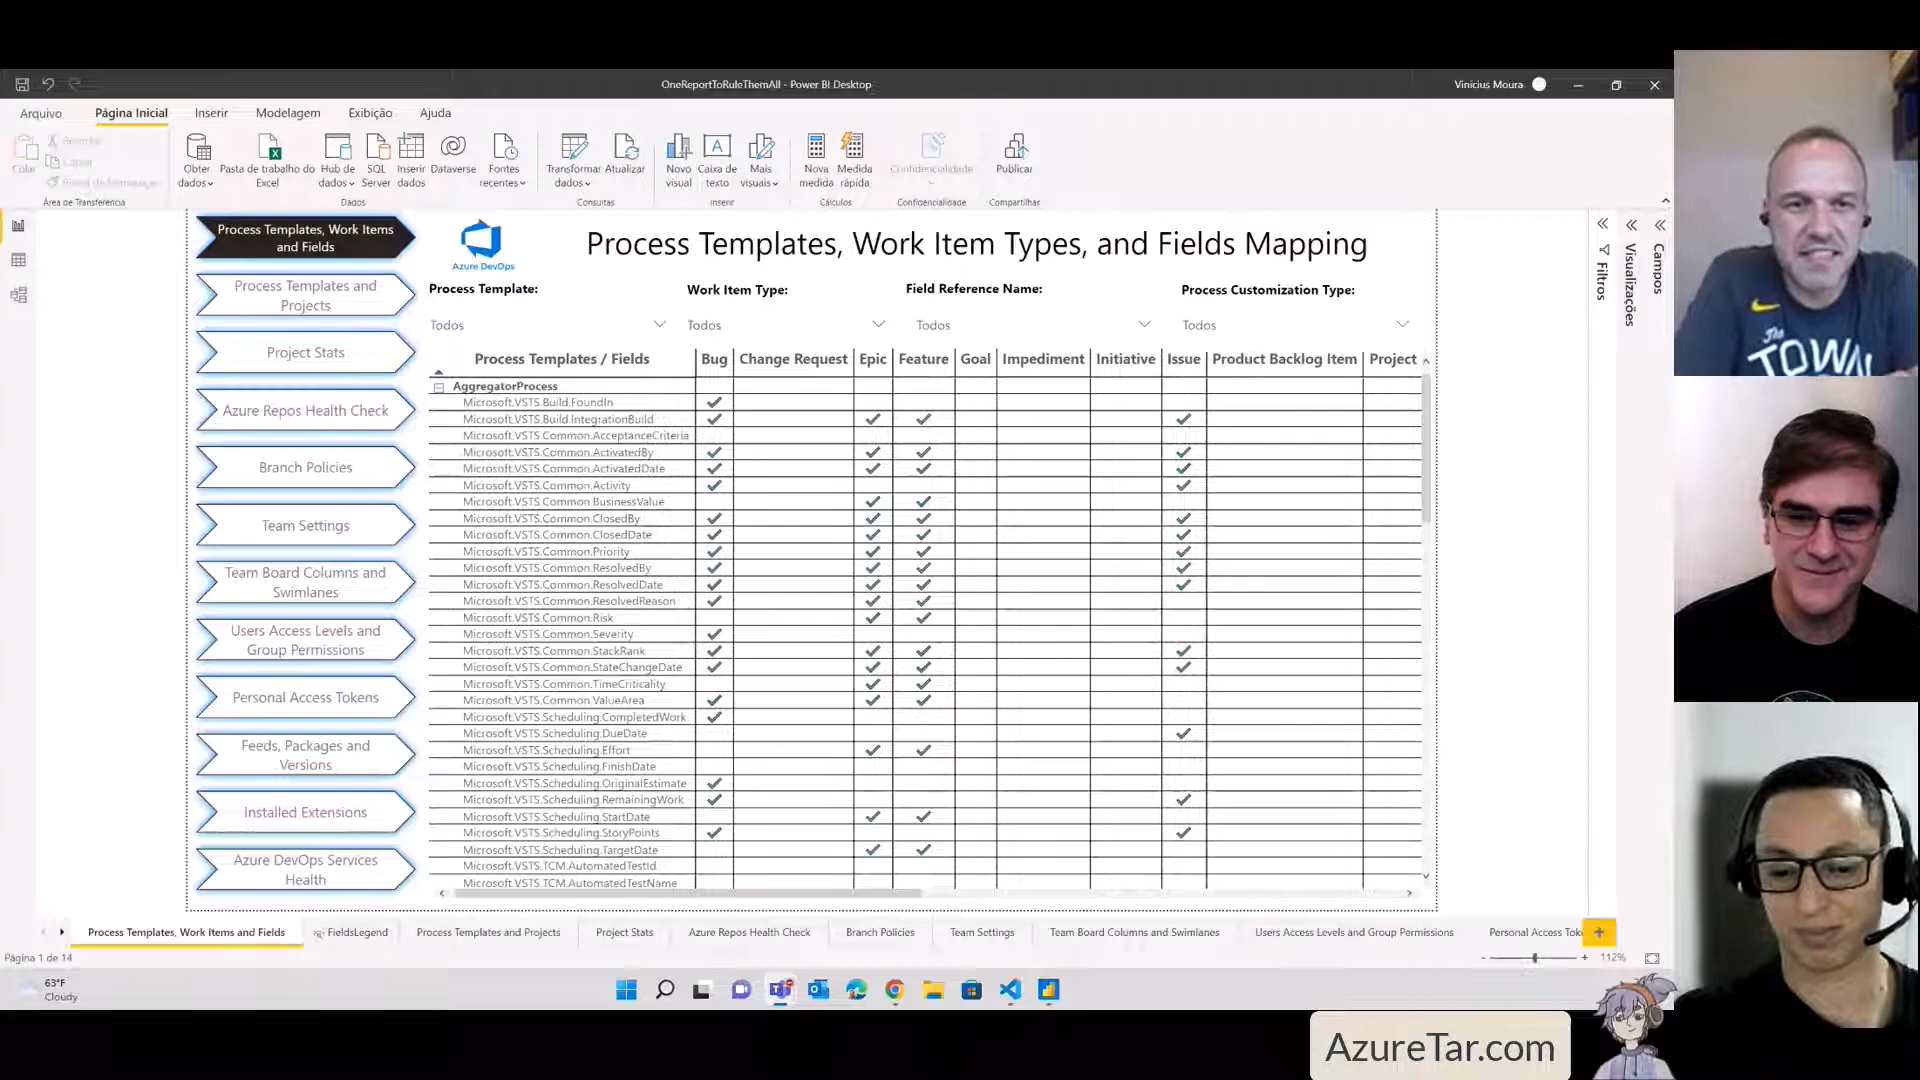 OneReportToRuleThemAll - Power BI Desktop
Vinicius Moura
Arquivo
Página Inicial
Inserir
Modelagem
Exibição
Ajuda
Colar
Copiar
Área de Transferência
Obter
dados
Pasta de trabalho do
Excel
Hub de
dados
SQL
Server
Inserir
dados
Dataverse
Fontes
recentes
Dados
Transformar
dados
Atualizar
Consultas
Novo
visual
Caixa de
texto
Mais
visuais
Inserir
Nova
medida
Medida
rápida
Cálculos
Confidencialidade
Confidencialidade
Publicar
Compartilhar
Process Templates, Work Items
and Fields
Process Templates and
Projects
Project Stats
Azure Repos Health Check
Branch Policies
Team Settings
Team Board Columns and
Swimlanes
Users Access Levels and
Group Permissions
Personal Access Tokens
Feeds, Packages and
Versions
Installed Extensions
Azure DevOps Services
Health
Azure DevOps
Process Templates, Work Item Types, and Fields Mapping
Process Template:
Work Item Type:
Field Reference Name:
Process Customization Type:
Todos
Todos
Todos
Todos
Process Templates / Fields Bug Change Request Epic Feature Goal Impediment Initiative Issue Product Backlog Item Project
AggregatorProcess
Microsoft.VSTS.Build.FoundIn
Microsoft.VSTS.Build.IntegrationBuild
Microsoft.VSTS.Common.AcceptanceCriteria
Microsoft.VSTS.Common.ActivatedBy
Microsoft.VSTS.Common.ActivatedDate
Microsoft.VSTS.Common.Activity
Microsoft.VSTS.Common.BusinessValue
Microsoft.VSTS.Common.ClosedBy
Microsoft.VSTS.Common.ClosedDate
Microsoft.VSTS.Common.Priority
Microsoft.VSTS.Common.ResolvedBy
Microsoft.VSTS.Common.ResolvedDate
Microsoft.VSTS.Common.ResolvedReason
Microsoft.VSTS.Common.Risk
Microsoft.VSTS.Common.Severity
Microsoft.VSTS.Common.StackRank
Microsoft.VSTS.Common.StateChangeDate
Microsoft.VSTS.Common.TimeCriticality
Microsoft.VSTS.Common.ValueArea
Microsoft.VSTS.Scheduling.CompletedWork
Microsoft.VSTS.Scheduling.DueDate
Microsoft.VSTS.Scheduling.Effort
Microsoft.VSTS.Scheduling.FinishDate
Microsoft.VSTS.Scheduling.OriginalEstimate
Microsoft.VSTS.Scheduling.RemainingWork
Microsoft.VSTS.Scheduling.StartDate
Microsoft.VSTS.Scheduling.StoryPoints
Microsoft.VSTS.Scheduling.TargetDate
Microsoft.VSTS.TCM.AutomatedTestId
Microsoft.VSTS.TCM.AutomatedTestName
Filtros
Visualizações
Campos
Process Templates, Work Items and Fields
FieldsLegend
Process Templates and Projects
Project Stats
Azure Repos Health Check
Branch Policies
Team Settings
Team Board Columns and Swimlanes
Users Access Levels and Group Permissions
Personal Access Toke
Página 1 de 14
112%
63°F
Cloudy
The
TOWN
AzureTar.com